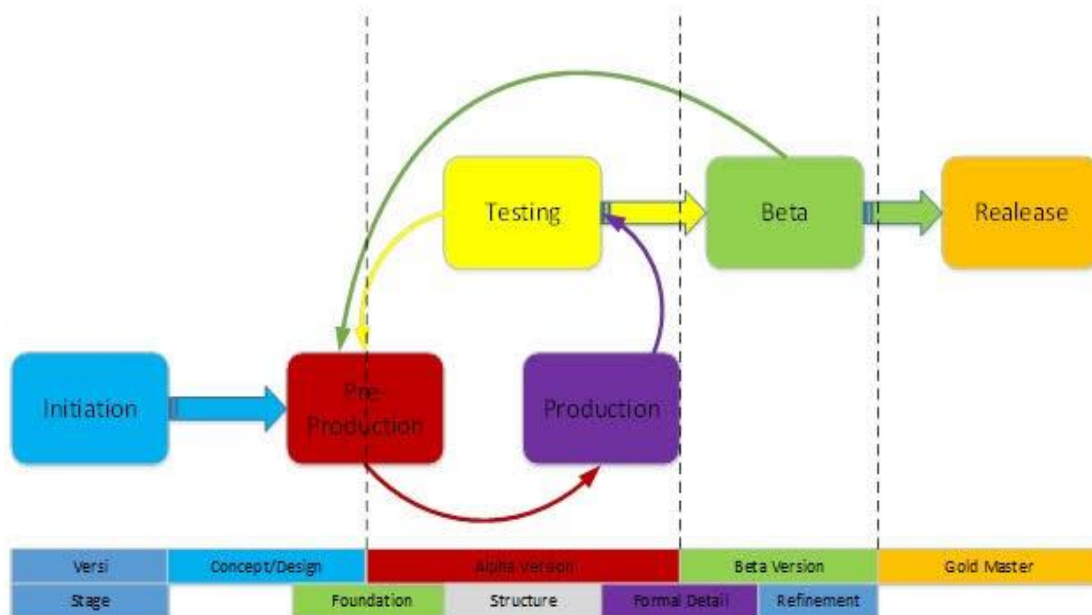 Testing
Beta
Realease
Initiation
Pre-
Production
Production
Versi
Concept/Design
Alpha Version
Beta Version
Gold Master
Stage
Foundation
Structure
Formal Detail
Refinement